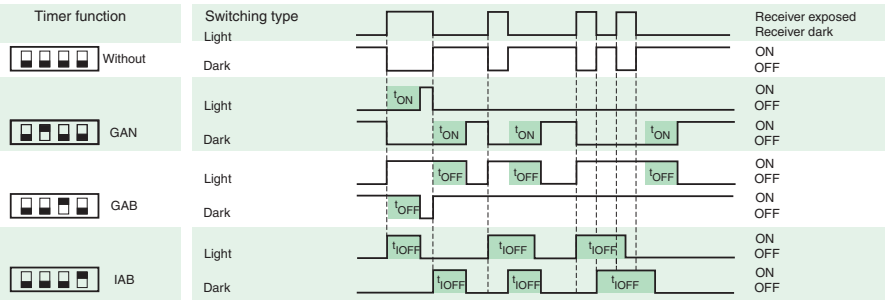 Timer function
Switching type
Receiver exposed
Light
Receiver dark
Without
ON
Dark
OFF
tON
ON
Light
OFF
GAN
tON
tON
tON
ON
Dark
OFF
Light
tOFF
tOFF
tOFF
ON
OFF
GAB
tOFF
ON
Dark
OFF
Light
tIOFF
tIOFF
tIOFF
ON
OFF
IAB
Dark
tIOFF
tIOFF
tIOFF
ON
OFF